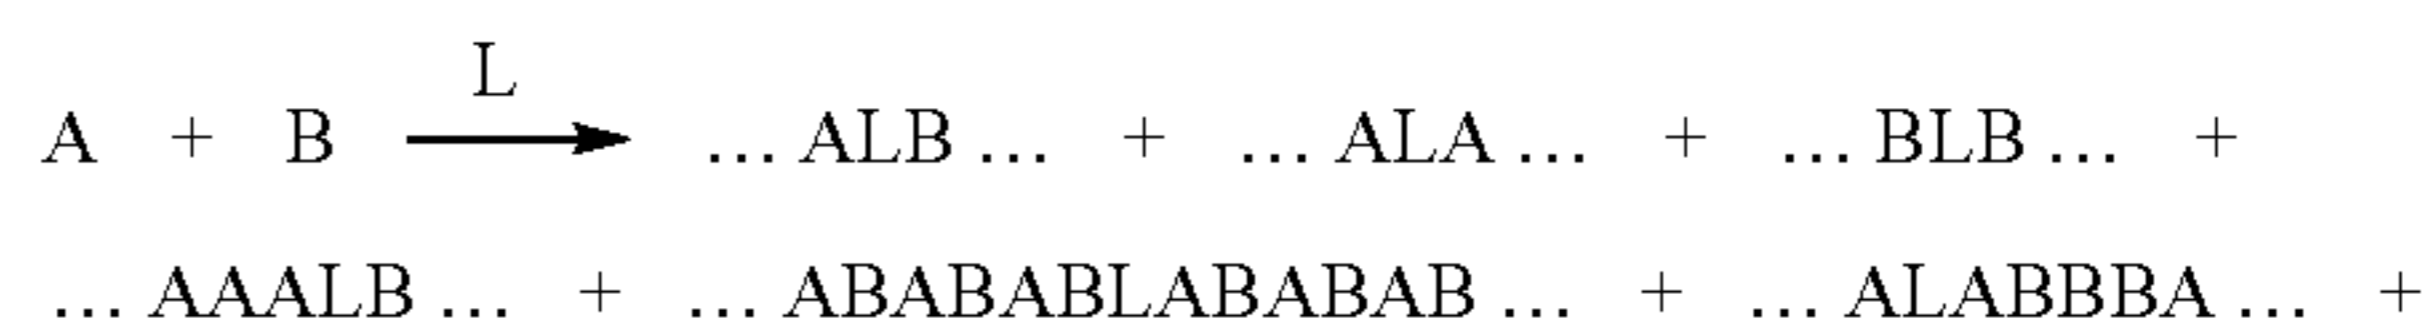 L
A + B ⟶ ... ALB ... + ... ALA ... + ... BLB ... +
... AAALB ... + ... ABABABLABABAB ... + ... ALABBBA ... +